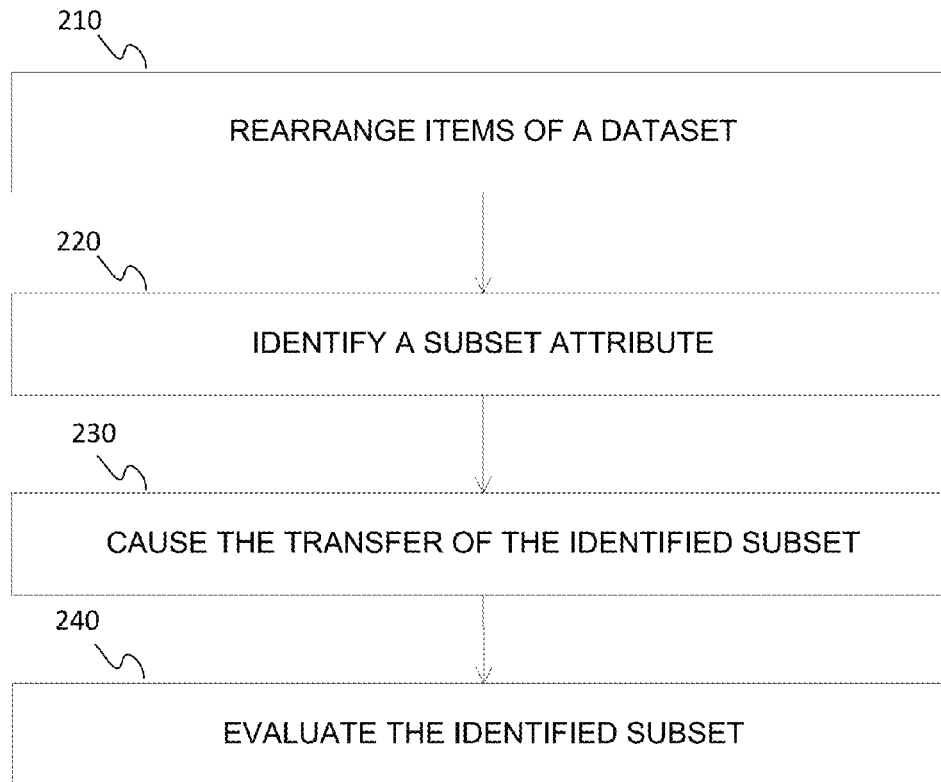 210
REARRANGE ITEMS OF A DATASET
220
IDENTIFY A SUBSET ATTRIBUTE
230
CAUSE THE TRANSFER OF THE IDENTIFIED SUBSET
240
EVALUATE THE IDENTIFIED SUBSET